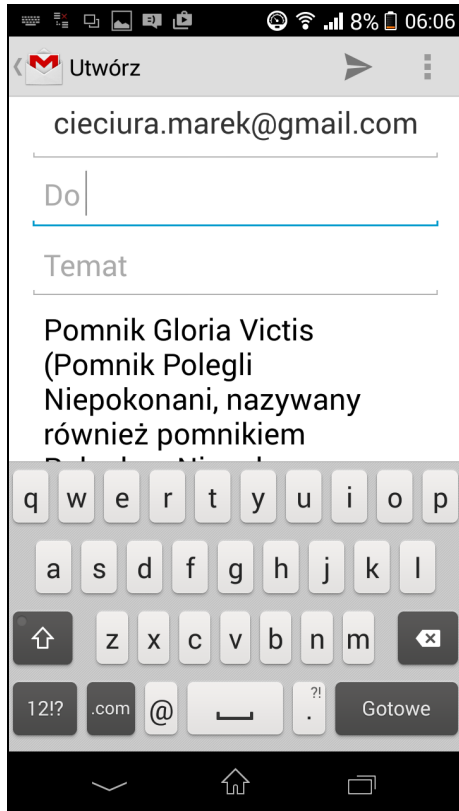 8% 06:06
Utwórz
cieciura.marek@gmail.com
Do
Temat
Pomnik Gloria Victis
(Pomnik Polegli
Niepokonani, nazywany
również pomnikiem
q w e r t y u i o p
a s d f g h j k l
z x c v b n m
12!? .com @ ?! . Gotowe